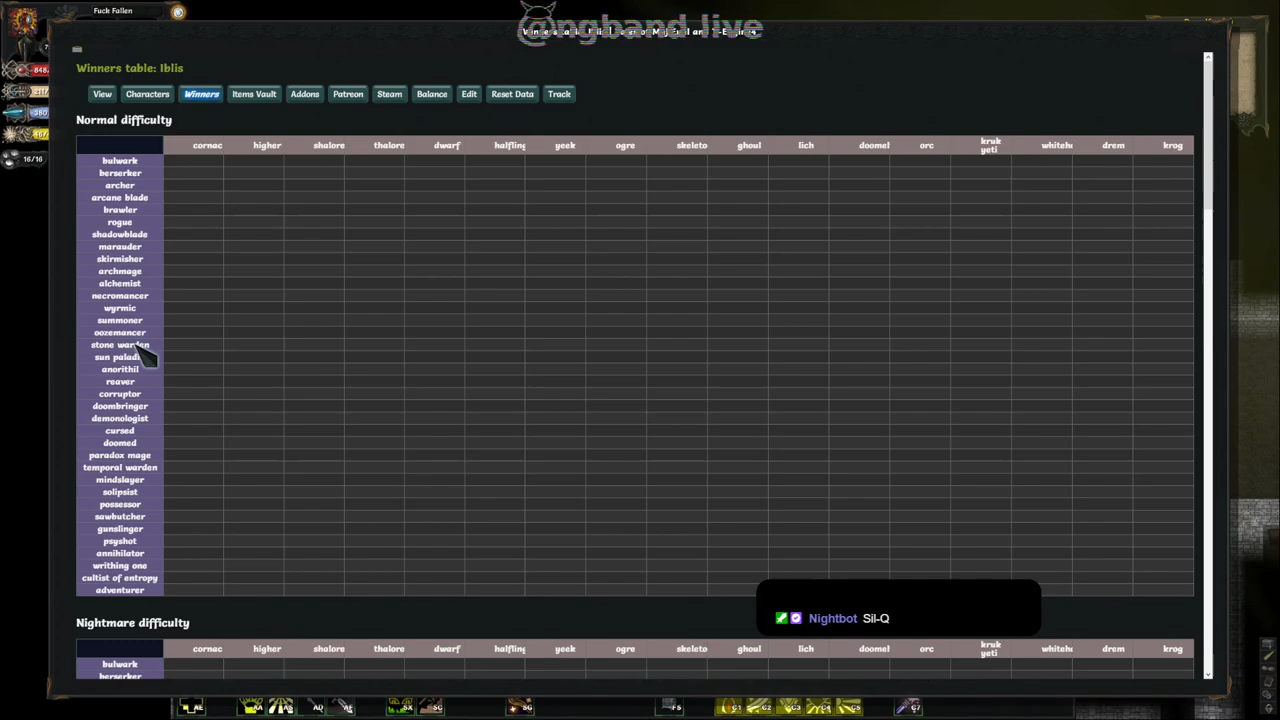 Fuck Fallen
@ngband.live
Winners table: Iblis
View Characters Winners Items Vault Addons Patreon Steam Balance Edit Reset Data Track
Normal difficulty
cornac higher shalore thalore dwarf halfling yeek ogre skeleto ghoul lich doomel orc kruk yeti whiteho drem krog
bulwark
berserker
archer
arcane blade
brawler
rogue
shadowblade
marauder
skirmisher
archmage
alchemist
necromancer
wyrmic
summoner
oozemancer
stone warden
sun paladi
anorithil
reaver
corruptor
doombringer
demonologist
cursed
doomed
paradox mage
temporal warden
mindslayer
solipsist
possessor
sawbutcher
gunslinger
psyshot
annihilator
writhing one
cultist of entropy
adventurer
Nightbot Sil-Q
Nightmare difficulty
cornac higher shalore thalore dwarf halfling yeek ogre skeleto ghoul lich doomel orc kruk yeti whiteho drem krog
bulwark
berserker
16/16